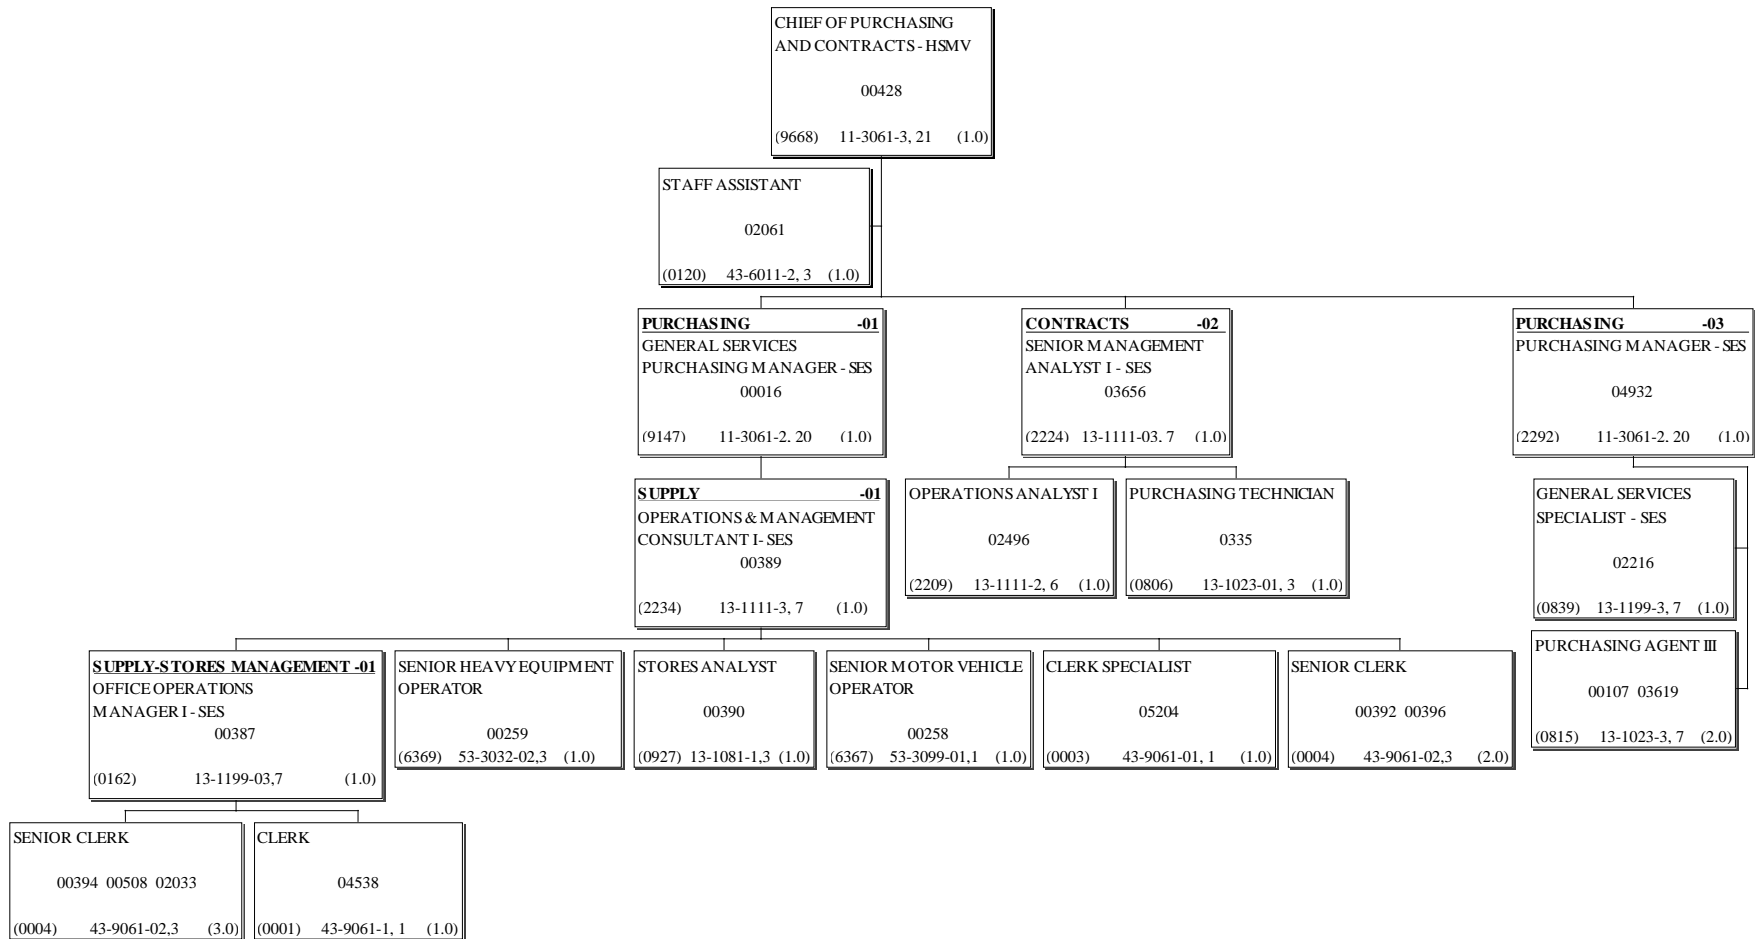 CHIEF OF PURCHASING
AND CONTRACTS - HSMV
00428
(9668) 11-3061-3, 21 (1.0)
STAFF ASSISTANT
02061
(0120) 43-6011-2, 3 (1.0)
PURCHASING -01
GENERAL SERVICES
PURCHASING MANAGER - SES
00016
(9147) 11-3061-2, 20 (1.0)
CONTRACTS -02
SENIOR MANAGEMENT
ANALYST I - SES
03656
(2224) 13-1111-03, 7 (1.0)
PURCHASING -03
PURCHASING MANAGER - SES
04932
(2292) 11-3061-2, 20 (1.0)
SUPPLY -01
OPERATIONS & MANAGEMENT
CONSULTANT I- SES
00389
(2234) 13-1111-3, 7 (1.0)
OPERATIONS ANALYST I
02496
(2209) 13-1111-2, 6 (1.0)
PURCHASING TECHNICIAN
0335
(0806) 13-1023-01, 3 (1.0)
GENERAL SERVICES
SPECIALIST - SES
02216
(0839) 13-1199-3, 7 (1.0)
PURCHASING AGENT III
00107 03619
(0815) 13-1023-3, 7 (2.0)
SUPPLY-STORES MANAGEMENT -01
OFFICE OPERATIONS
MANAGER I - SES
00387
(0162) 13-1199-03,7 (1.0)
SENIOR HEAVY EQUIPMENT
OPERATOR
00259
(6369) 53-3032-02,3 (1.0)
STORES ANALYST
00390
(0927) 13-1081-1,3 (1.0)
SENIOR MOTOR VEHICLE
OPERATOR
00258
(6367) 53-3099-01,1 (1.0)
CLERK SPECIALIST
05204
(0003) 43-9061-01, 1 (1.0)
SENIOR CLERK
00392 00396
(0004) 43-9061-02,3 (2.0)
SENIOR CLERK
00394 00508 02033
(0004) 43-9061-02,3 (3.0)
CLERK
04538
(0001) 43-9061-1, 1 (1.0)